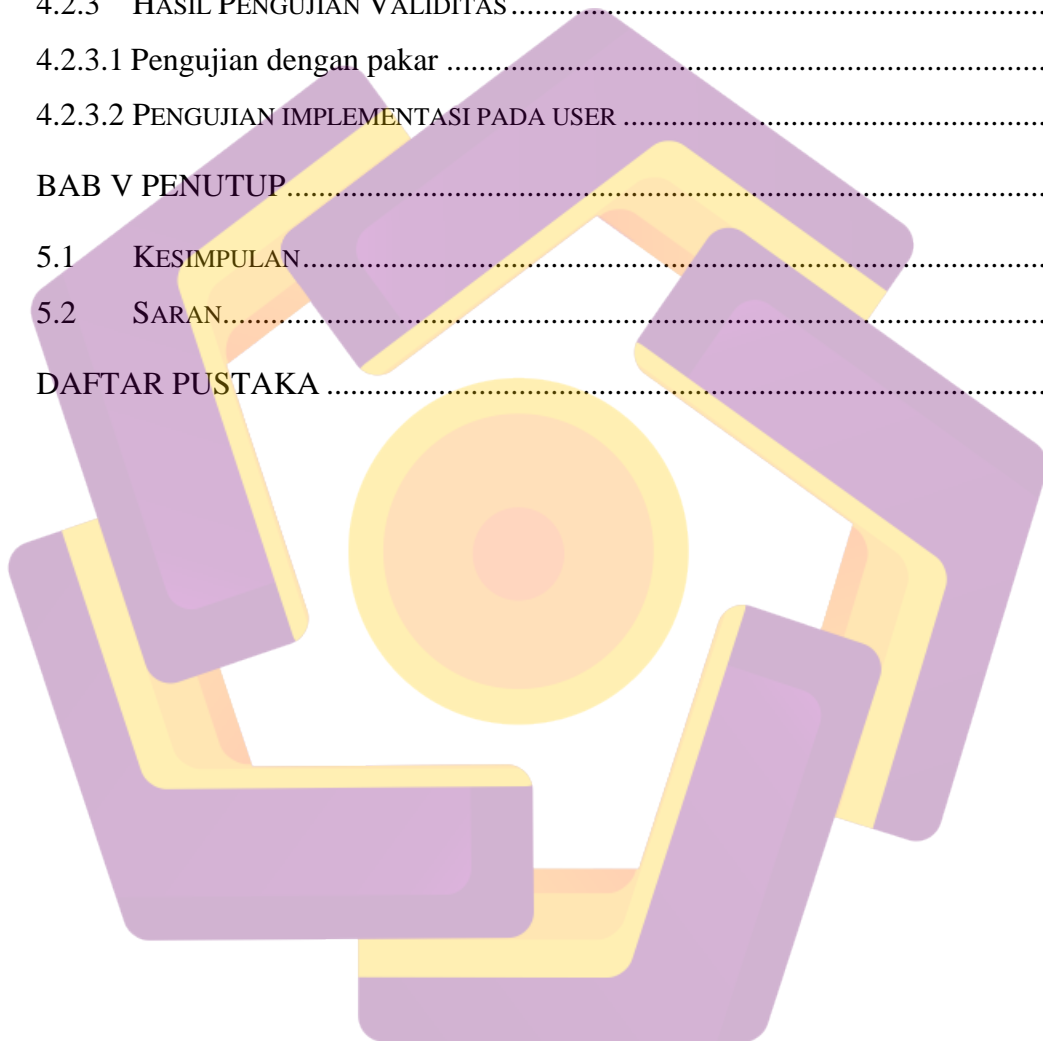 4.2.3 HASIL PENGUJIAN VALIDITAS........................................................................
4.2.3.1 Pengujian dengan pakar ................................................................................
4.2.3.2 PENGUJIAN IMPLEMENTASI PADA USER .........................................................
BAB V PENUTUP....................................................................................................
5.1 KESIMPULAN..................................................................................................
5.2 SARAN............................................................................................................
DAFTAR PUSTAKA ...............................................................................................